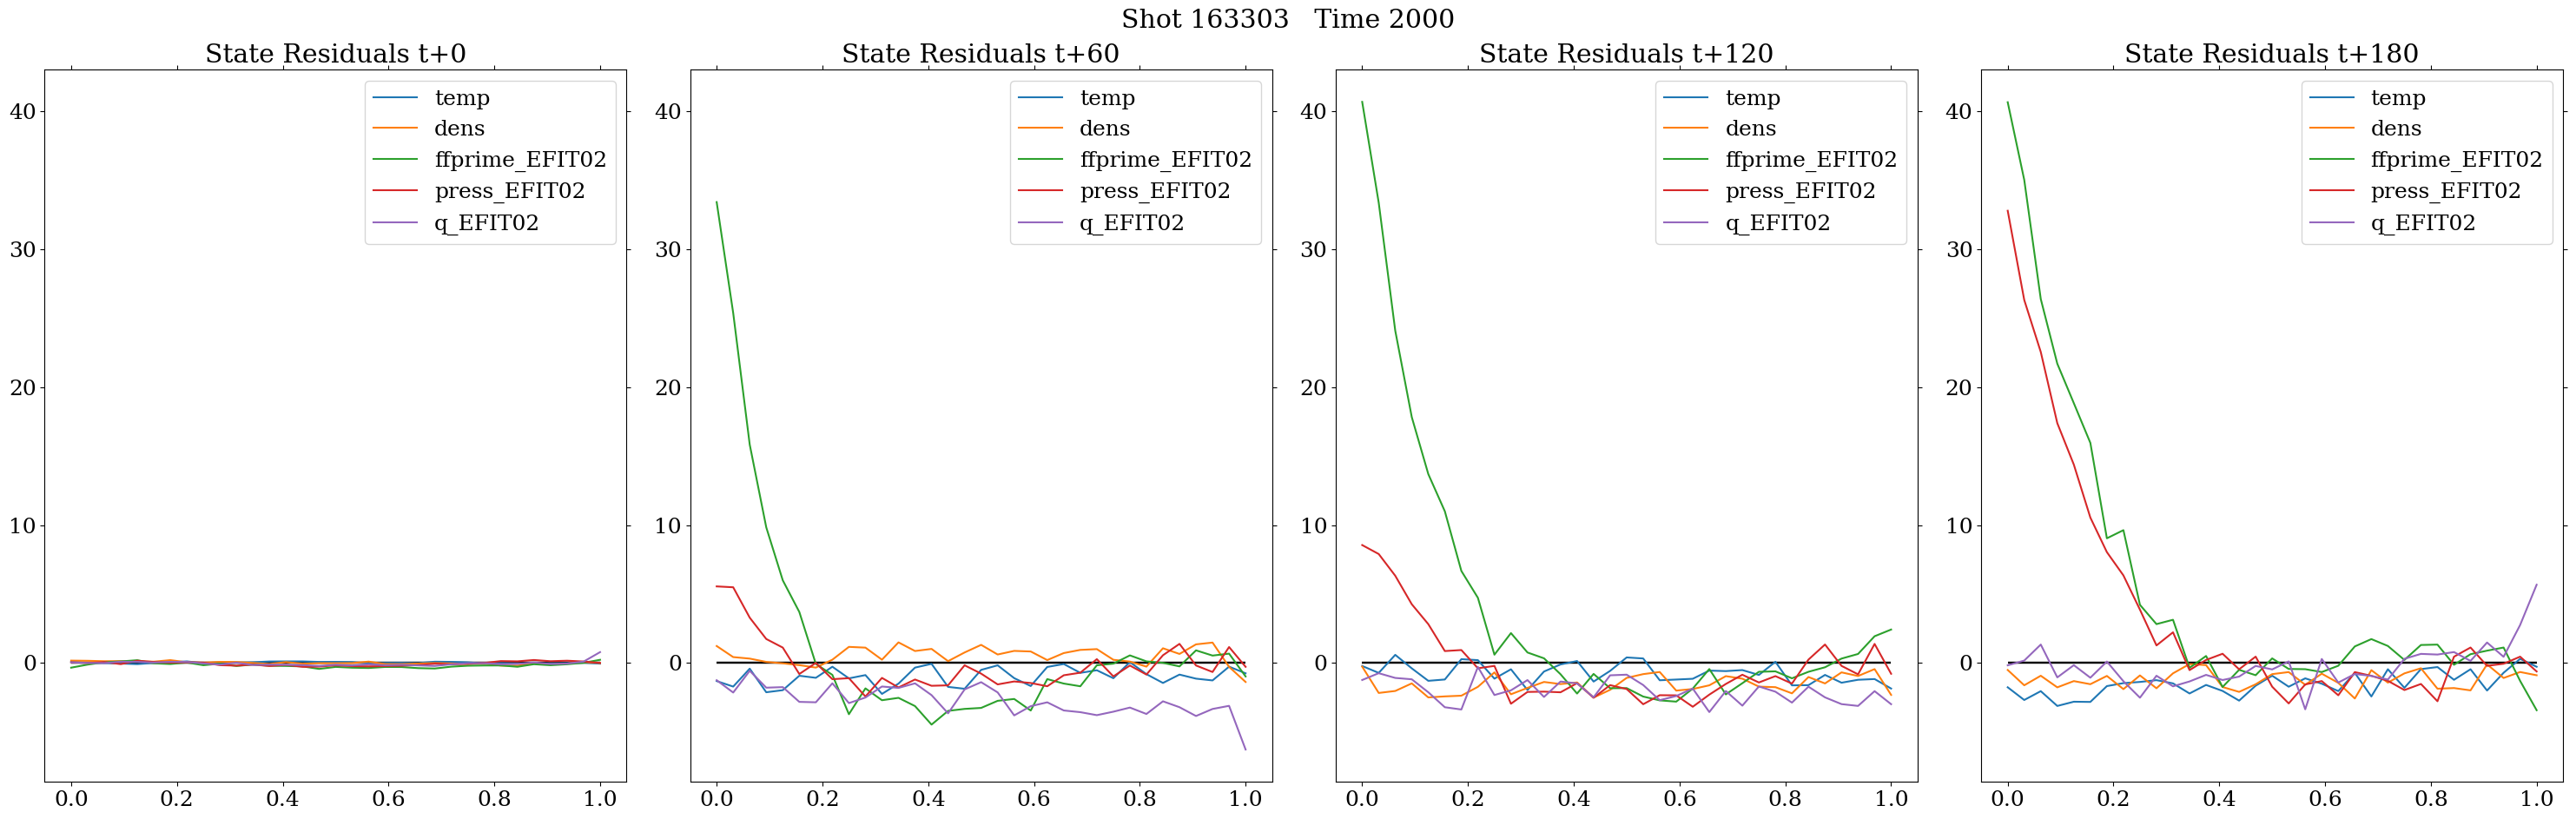 Shot 163303   Time 2000
State Residuals t+0
40
30
20
10
0
0.0 0.2 0.4 0.6 0.8 1.0
temp
dens
ffprime_EFIT02
press_EFIT02
q_EFIT02
State Residuals t+60
40
30
20
10
0
0.0 0.2 0.4 0.6 0.8 1.0
temp
dens
ffprime_EFIT02
press_EFIT02
q_EFIT02
State Residuals t+120
40
30
20
10
0
0.0 0.2 0.4 0.6 0.8 1.0
temp
dens
ffprime_EFIT02
press_EFIT02
q_EFIT02
State Residuals t+180
40
30
20
10
0
0.0 0.2 0.4 0.6 0.8 1.0
temp
dens
ffprime_EFIT02
press_EFIT02
q_EFIT02